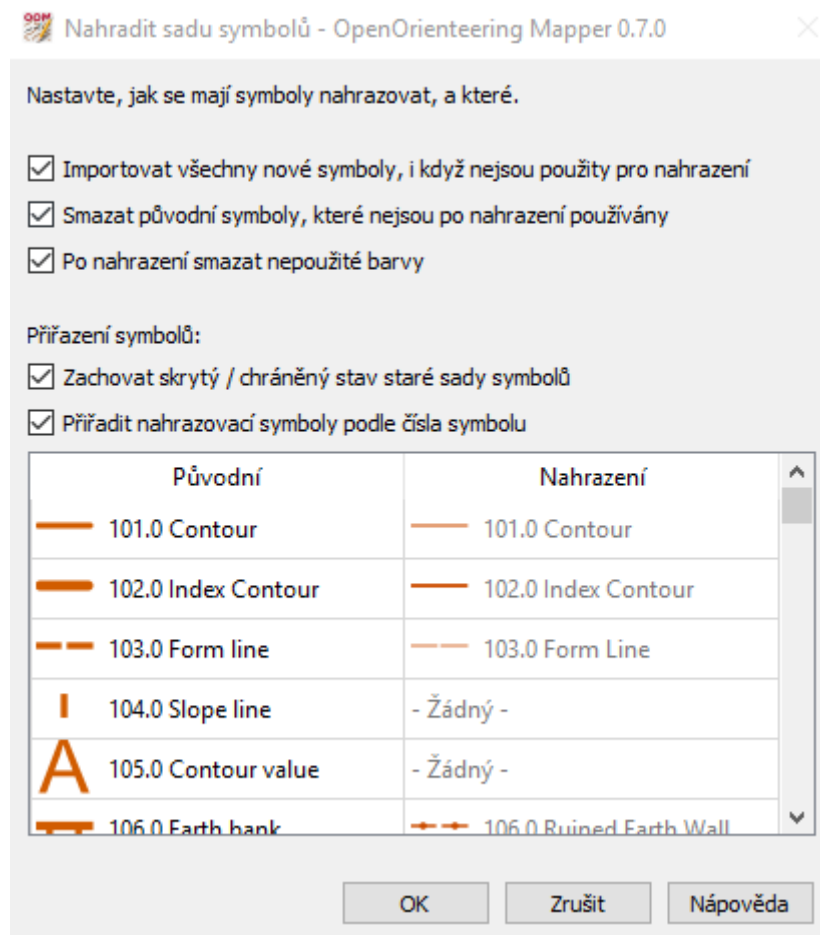 Nahradit sadu symbolů - OpenOrienteering Mapper 0.7.0
Nastavte, jak se mají symboly nahrazovat, a které.
Importovat všechny nové symboly, i když nejsou použity pro nahrazení
Smazat původní symboly, které nejsou po nahrazení používány
Po nahrazení smazat nepoužité barvy
Přiřazení symbolů:
Zachovat skrytý / chráněný stav staré sady symbolů
Přiřadit nahrazovací symboly podle čísla symbolu
Původní Nahrazení
101.0 Contour 101.0 Contour
102.0 Index Contour 102.0 Index Contour
103.0 Form line 103.0 Form Line
104.0 Slope line - Žádný -
A 105.0 Contour value - Žádný -
106.0 Earth bank 106.0 Ruined Earth Wall
OK Zrušit Nápověda